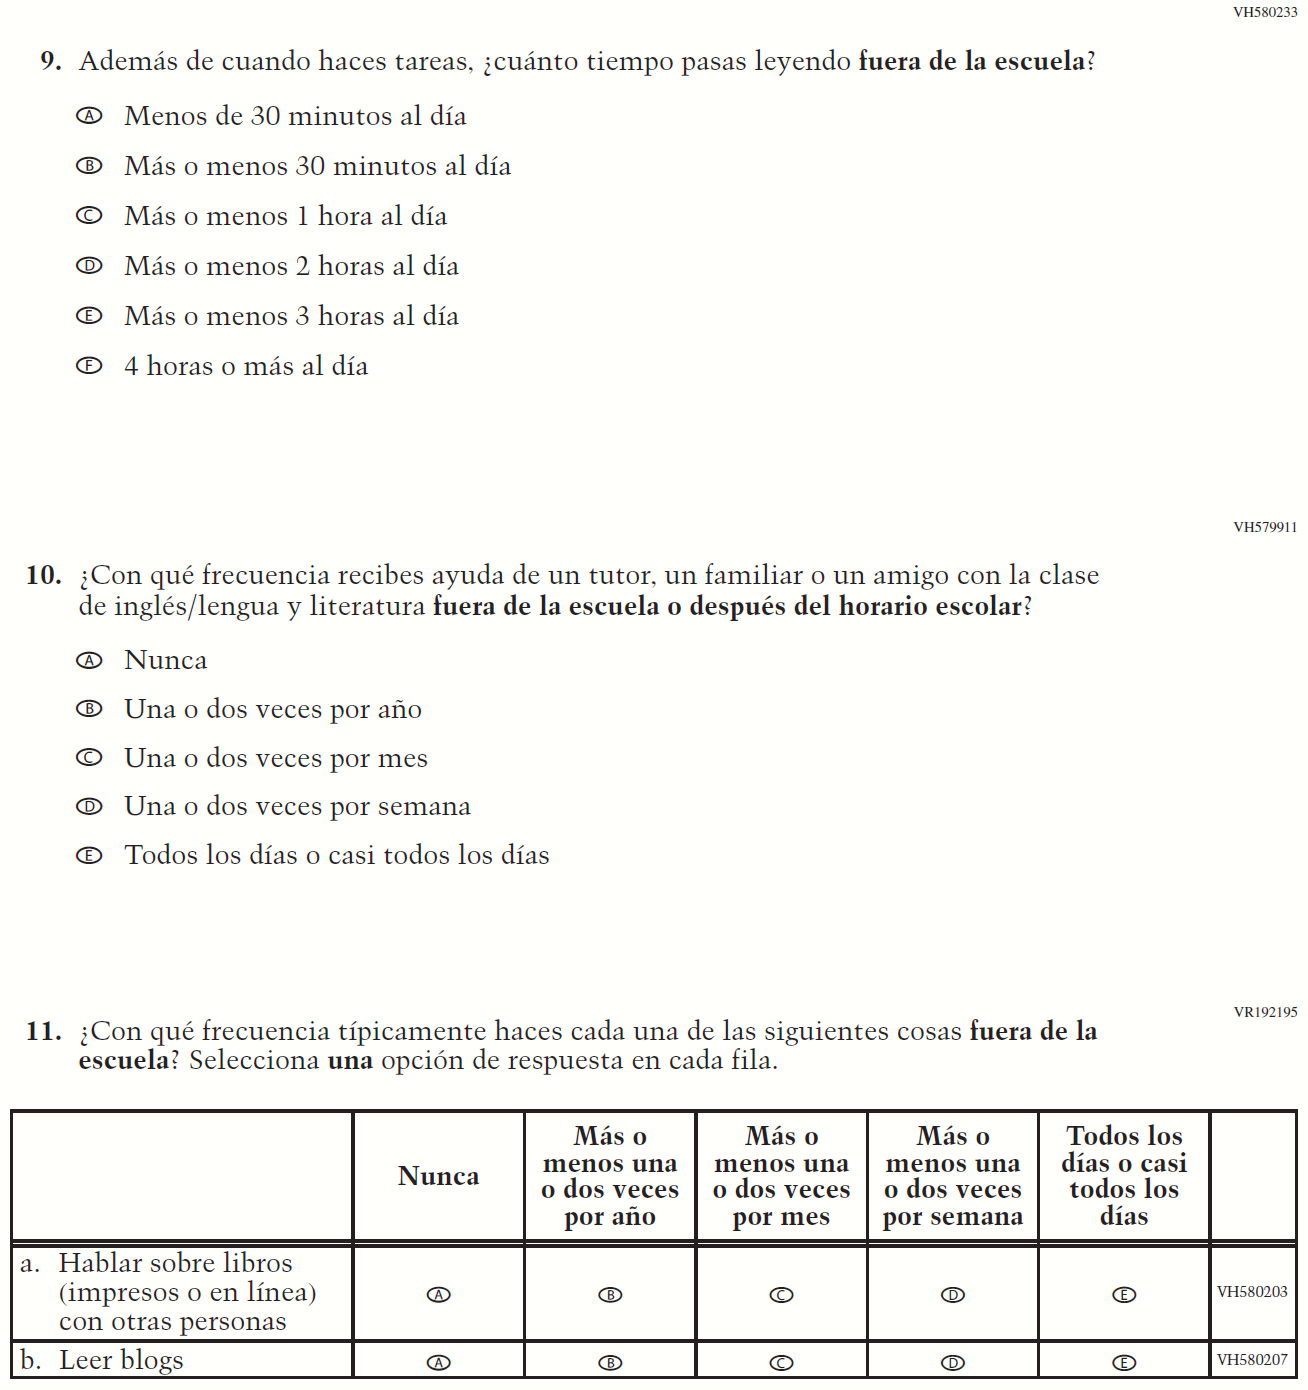 VH580233
9. Además de cuando haces tareas, ¿cuánto tiempo pasas leyendo fuera de la escuela?
A Menos de 30 minutos al día
B Más o menos 30 minutos al día
C Más o menos 1 hora al día
D Más o menos 2 horas al día
E Más o menos 3 horas al día
F 4 horas o más al día
VH579911
10. ¿Con qué frecuencia recibes ayuda de un tutor, un familiar o un amigo con la clase
de inglés/lengua y literatura fuera de la escuela o después del horario escolar?
A Nunca
B Una o dos veces por año
C Una o dos veces por mes
D Una o dos veces por semana
E Todos los días o casi todos los días
VR192195
11. ¿Con qué frecuencia típicamente haces cada una de las siguientes cosas fuera de la
escuela? Selecciona una opción de respuesta en cada fila.
Nunca
Más o
menos una
o dos veces
por año
Más o
menos una
o dos veces
por mes
Más o
menos una
o dos veces
por semana
Todos los
días o casi
todos los
días
a. Hablar sobre libros
(impresos o en línea)
con otras personas
A B C D E VH580203
b. Leer blogs A B C D E VH580207